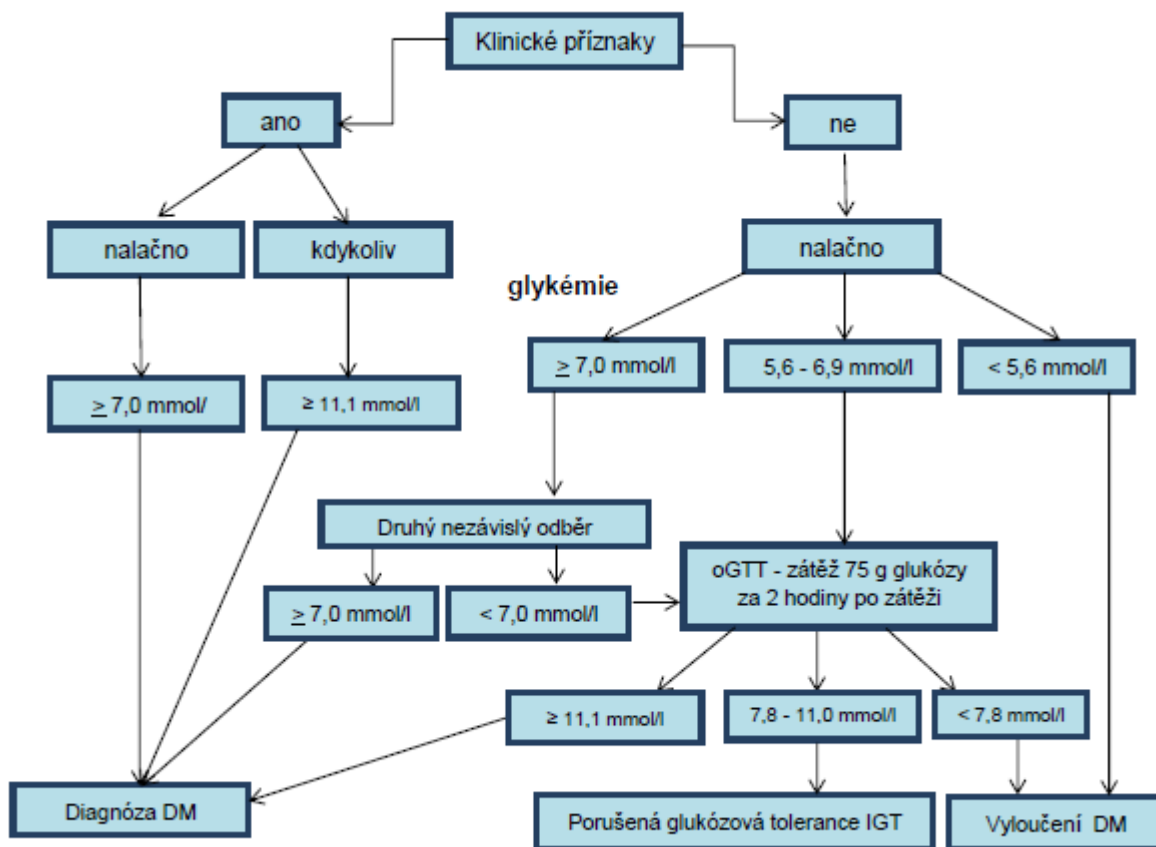 Klinické příznaky
ano
ne
nalačno
kdykoliv
nalačno
glykémie
≥ 7,0 mmol/l
5,6 - 6,9 mmol/l
< 5,6 mmol/l
≥ 7,0 mmol/
≥ 11,1 mmol/l
Druhý nezávislý odběr
oGTT - zátěž 75 g glukózy
za 2 hodiny po zátěži
≥ 7,0 mmol/l
< 7,0 mmol/l
≥ 11,1 mmol/l
7,8 - 11,0 mmol/l
< 7,8 mmol/l
Diagnóza DM
Porušená glukózová tolerance IGT
Vyloučení DM